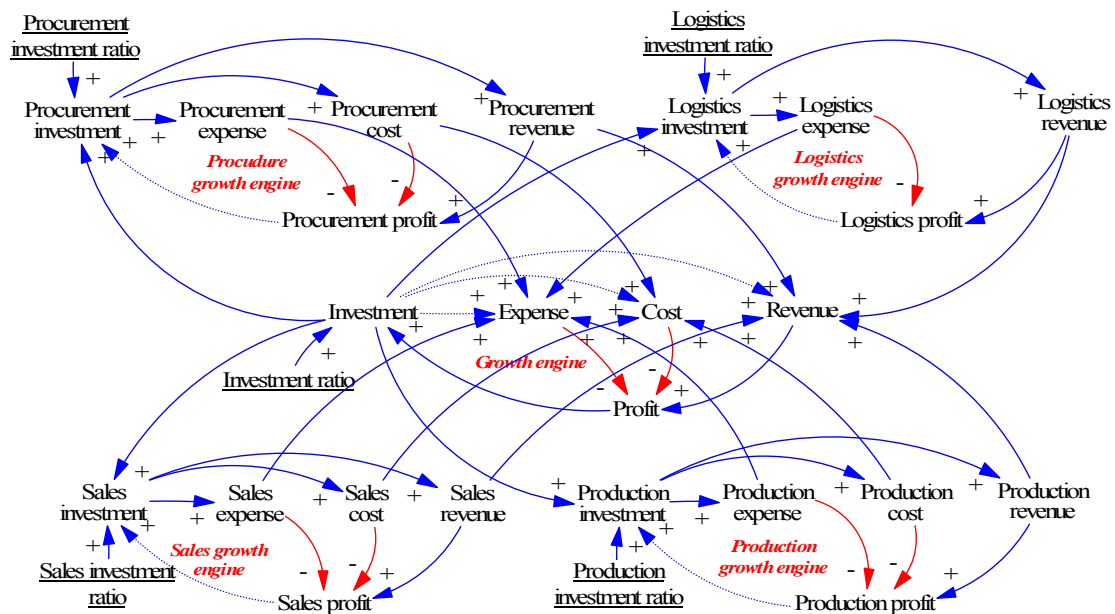 Procurement
investment ratio
Logistics
investment ratio
+
+
Procurement
investment
+
+
Procurement
expense
+
Procurement
cost
+
Procurement
revenue
Logistics
investment
+
+
+
Logistics
expense
+
Logistics
revenue
+
+
Procudure
growth engine
-
-
+
Procurement profit
Logistics
growth engine
-
+
Logistics profit
Investment
+
+
+
+
Expense
+
+
+
+
Cost
+
+
+
+
Revenue
+
+
+
Investment ratio
Growth engine
-
-
+
Profit
+
Sales
investment
+
+
+
Sales
expense
+
Sales
cost
+
Sales
revenue
+
Production
investment
+
+
+
Production
expense
+
Production
cost
+
Production
revenue
Sales investment
ratio
Sales growth
engine
-
-
+
Sales profit
Production
investment ratio
Production
growth engine
-
-
+
Production profit